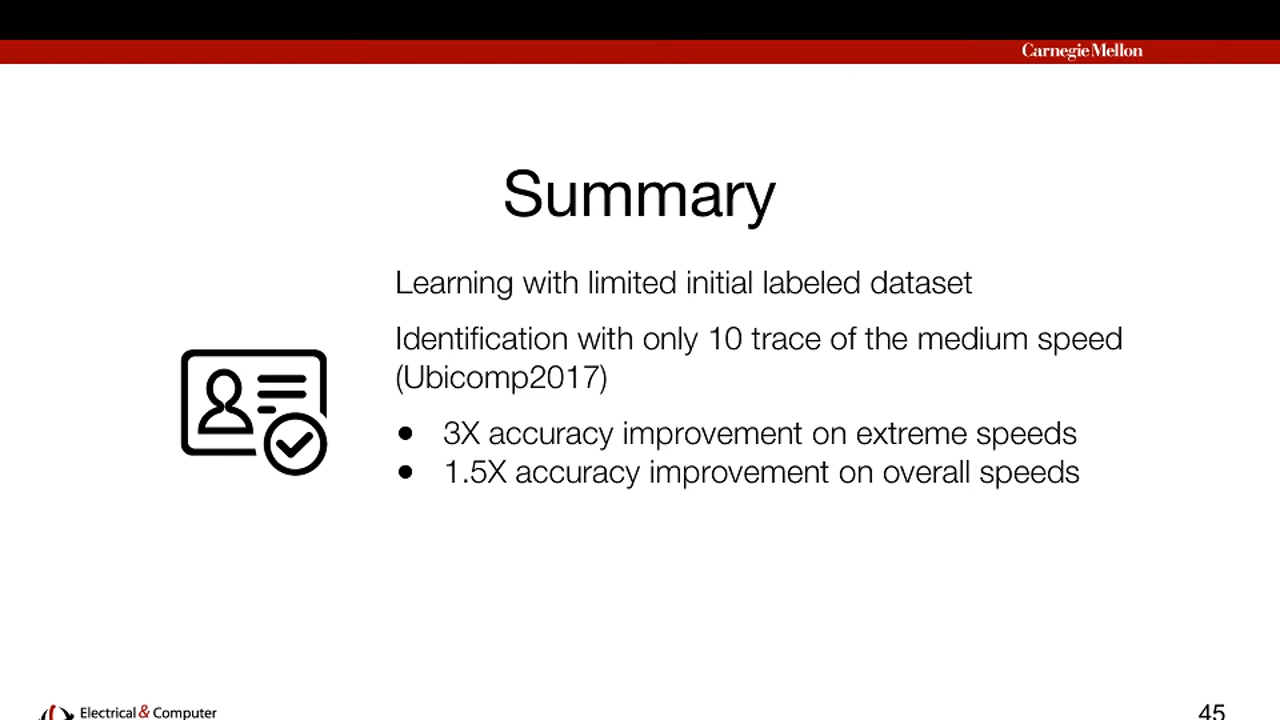 Carnegie Mellon
Summary
Learning with limited initial labeled dataset
Identification with only 10 trace of the medium speed
(Ubicomp2017)
● 3X accuracy improvement on extreme speeds
● 1.5X accuracy improvement on overall speeds
Electrical & Computer
45